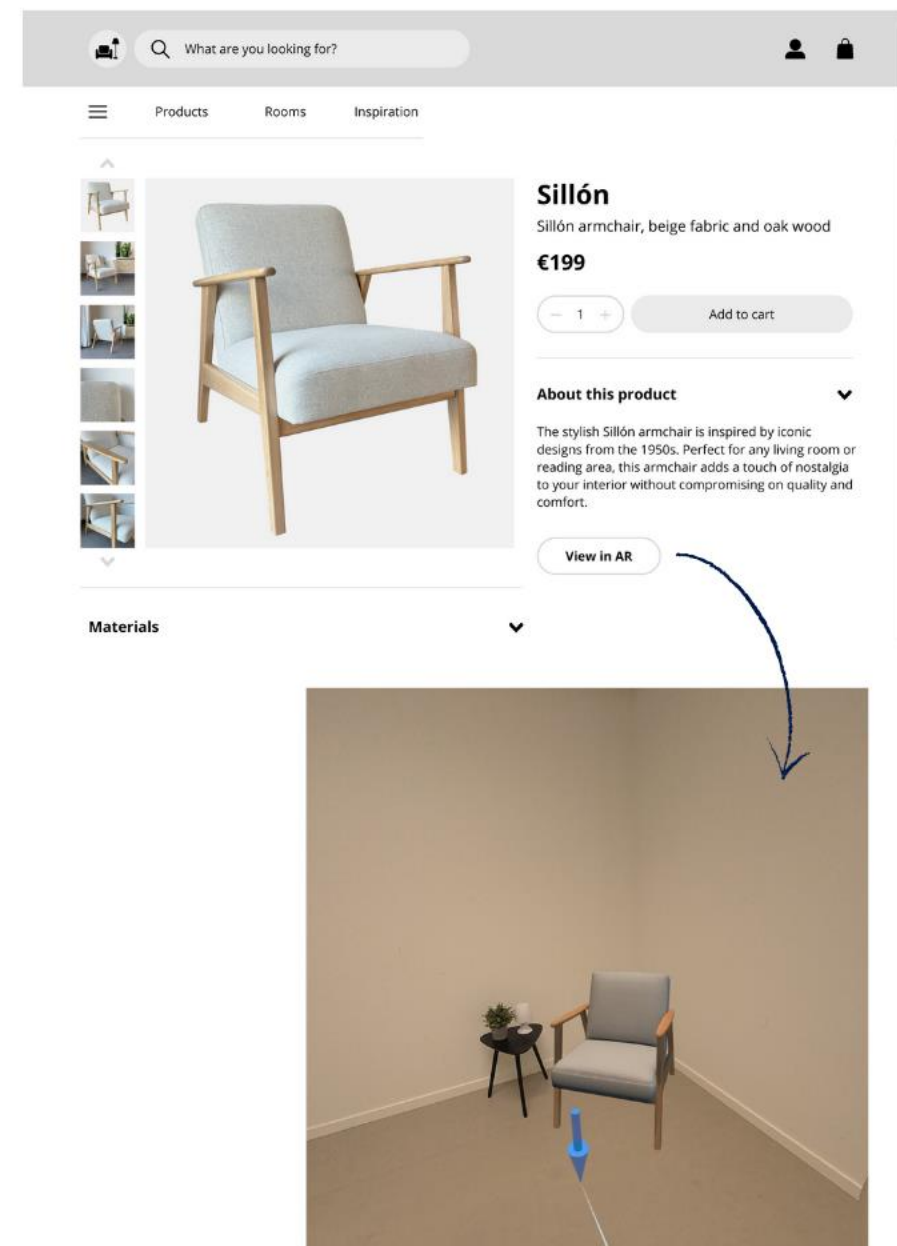 What are you looking for?
Products
Rooms
Inspiration
Sillón
Sillón armchair, beige fabric and oak wood
€199
1
Add to cart
About this product
The stylish Sillón armchair is inspired by iconic
designs from the 1950s. Perfect for any living room or
reading area, this armchair adds a touch of nostalgia
to your interior without compromising on quality and
comfort.
View in AR
Materials